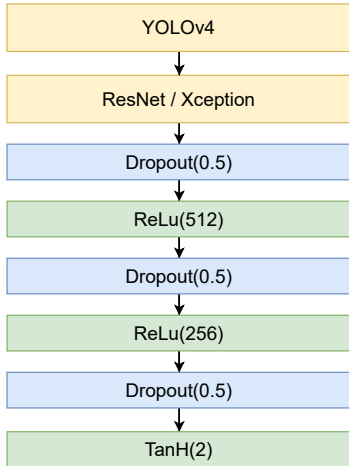 YOLOv4
ResNet / Xception
Dropout(0.5)
ReLu(512)
Dropout(0.5)
ReLu(256)
Dropout(0.5)
TanH(2)